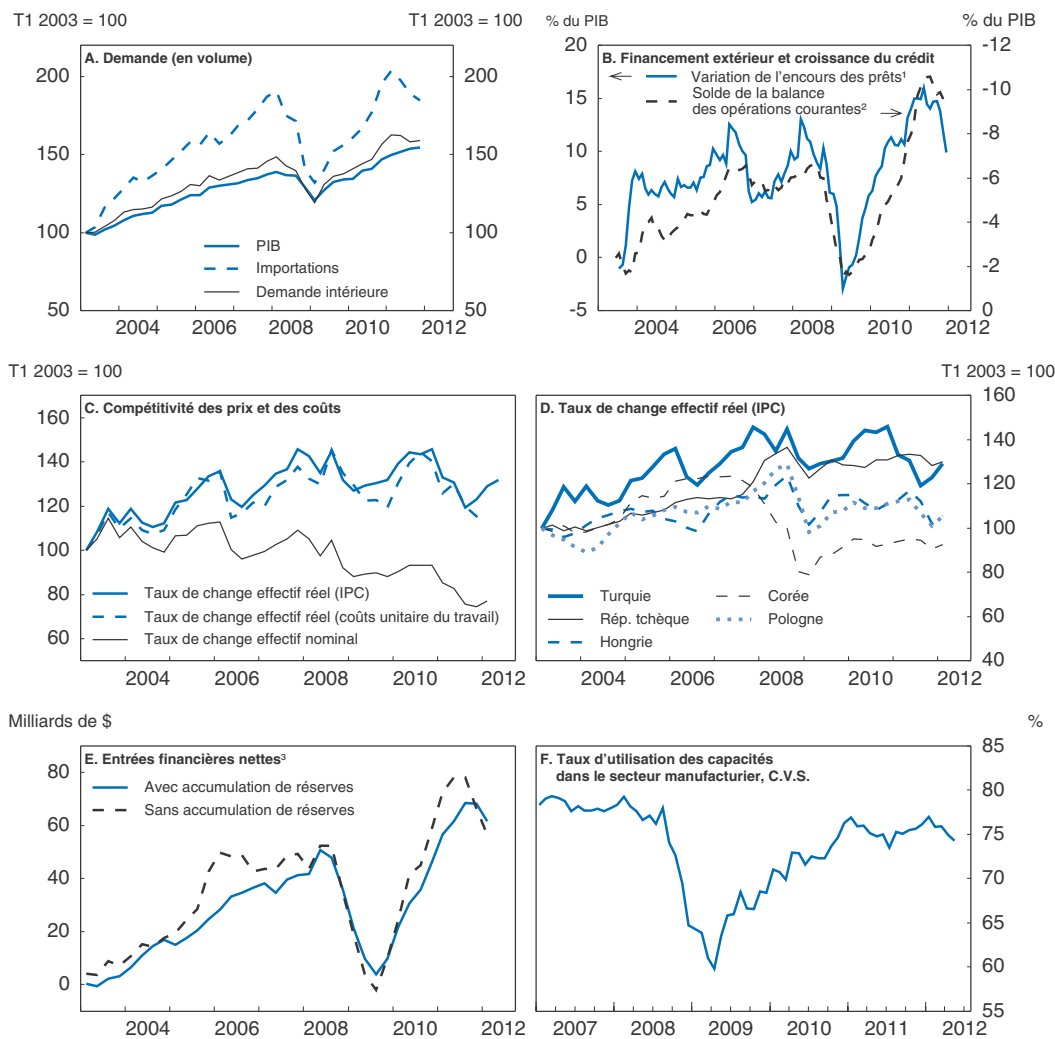 T1 2003 = 100
T1 2003 = 100
A. Demande (en volume)
200
150
100
50
200
150
100
50
PIB
Importations
Demande intérieure
2004
2006
2008
2010
2012
% du PIB
% du PIB
B. Financement extérieur et croissance du crédit
Variation de l'encours des prêts¹
Solde de la balance
des opérations courantes²
20
15
10
5
0
-5
-12
-10
-8
-6
-4
-2
0
2004
2006
2008
2010
2012
T1 2003 = 100
C. Compétitivité des prix et des coûts
160
140
120
100
80
60
Taux de change effectif réel (IPC)
Taux de change effectif réel (coûts unitaire du travail)
Taux de change effectif nominal
2004
2006
2008
2010
2012
T1 2003 = 100
D. Taux de change effectif réel (IPC)
160
140
120
100
80
60
40
Turquie
Rép. tchèque
Hongrie
Corée
Pologne
2004
2006
2008
2010
2012
Milliards de $
E. Entrées financières nettes³
Avec accumulation de réserves
Sans accumulation de réserves
80
60
40
20
0
2004
2006
2008
2010
2012
%
F. Taux d'utilisation des capacités
dans le secteur manufacturier, C.V.S.
85
80
75
70
65
60
55
2007
2008
2009
2010
2011
2012